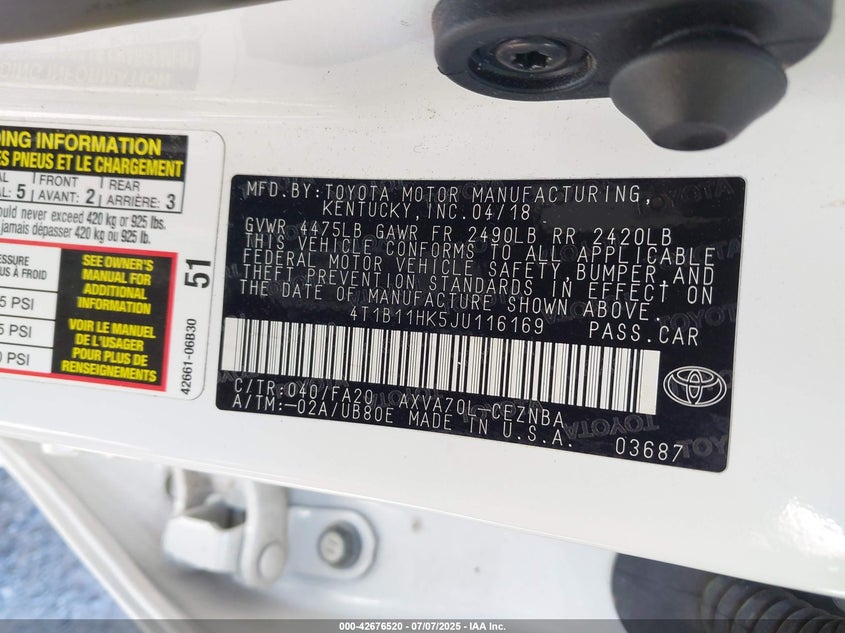 DING INFORMATION
ES PNEUS ET LE CHARGEMENT
AL : 5 FRONT AVANT: 2 REAR ARRIÈRE: 3
ould never exceed 420 kg or 925 lbs.
jamais dépasser 420 kg ou 925 lb.
ESSURE
US À FROID
5 PSI
5 PSI
0 PSI
SEE OWNER'S
MANUAL FOR
ADDITIONAL
INFORMATION
VOIR LE MANUEL
DE L'USAGER
POUR PLUS DE
RENSEIGNEMENTS
51
42661-06B30
MFD.BY:TOYOTA MOTOR MANUFACTURING,
KENTUCKY,INC.04/18
GVWR 4475LB GAWR FR 2490LB RR 2420LB
THIS VEHICLE CONFORMS TO ALL APPLICABLE
FEDERAL MOTOR VEHICLE SAFETY,BUMPER,AND
THEFT PREVENTION STANDARDS IN EFFECT ON
THE DATE OF MANUFACTURE SHOWN ABOVE.
4T1B11HK5JU116169 PASS.CAR
C/TR:040/FA20 AXVA70L-CEZNBA
A/TM:-02A/UB80E MADE IN U.S.A.
03687
TOYOTA
000-42676520 | 07/07/2025 - IAA Inc.